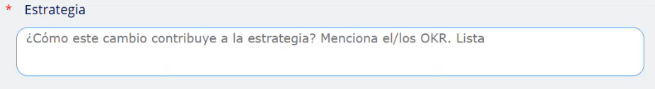 * Estrategia
¿Cómo este cambio contribuye a la estrategia? Menciona el/los OKR. Lista